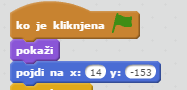 ko je kliknjena
pokaži
pojdi na x: 14 y: -153